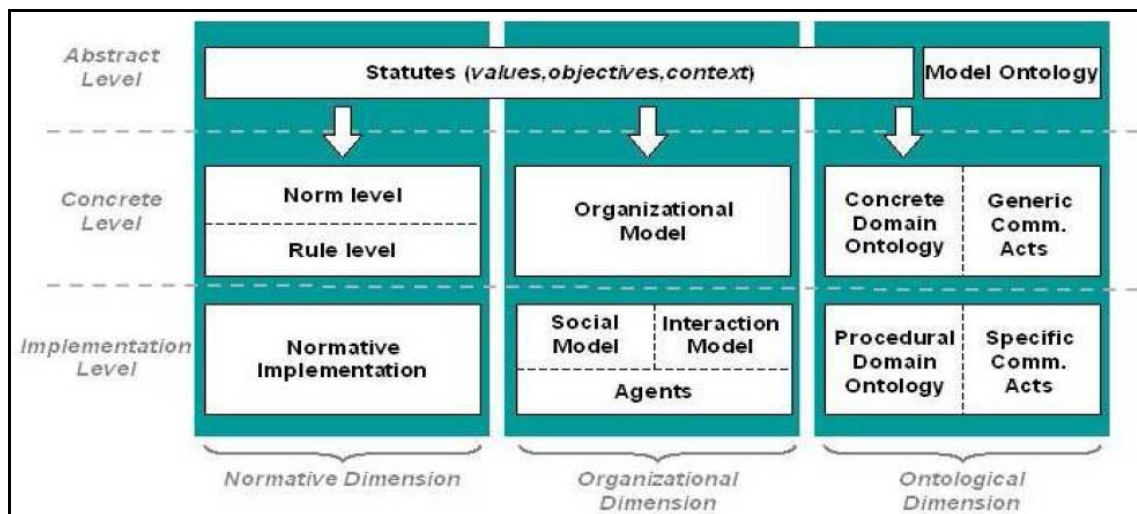 Abstract
Level
Statutes (values,objectives,context)
Model Ontology
Concrete
Level
Norm level
Rule level
Organizational
Model
Concrete
Domain
Ontology
Generic
Comm.
Acts
Implementation
Level
Normative
Implementation
Social
Model
Interaction
Model
Agents
Procedural
Domain
Ontology
Specific
Comm.
Acts
Normative Dimension
Organizational
Dimension
Ontological
Dimension